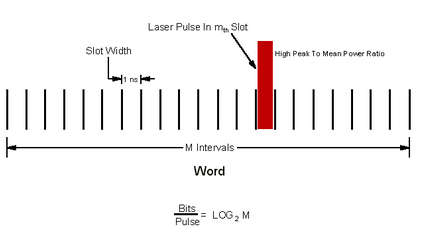 Laser Pulse In mth Slot
High Peak To Mean Power Ratio
Slot Width
1 ns
M Intervals
Word
Bits
Pulse = LOG2 M